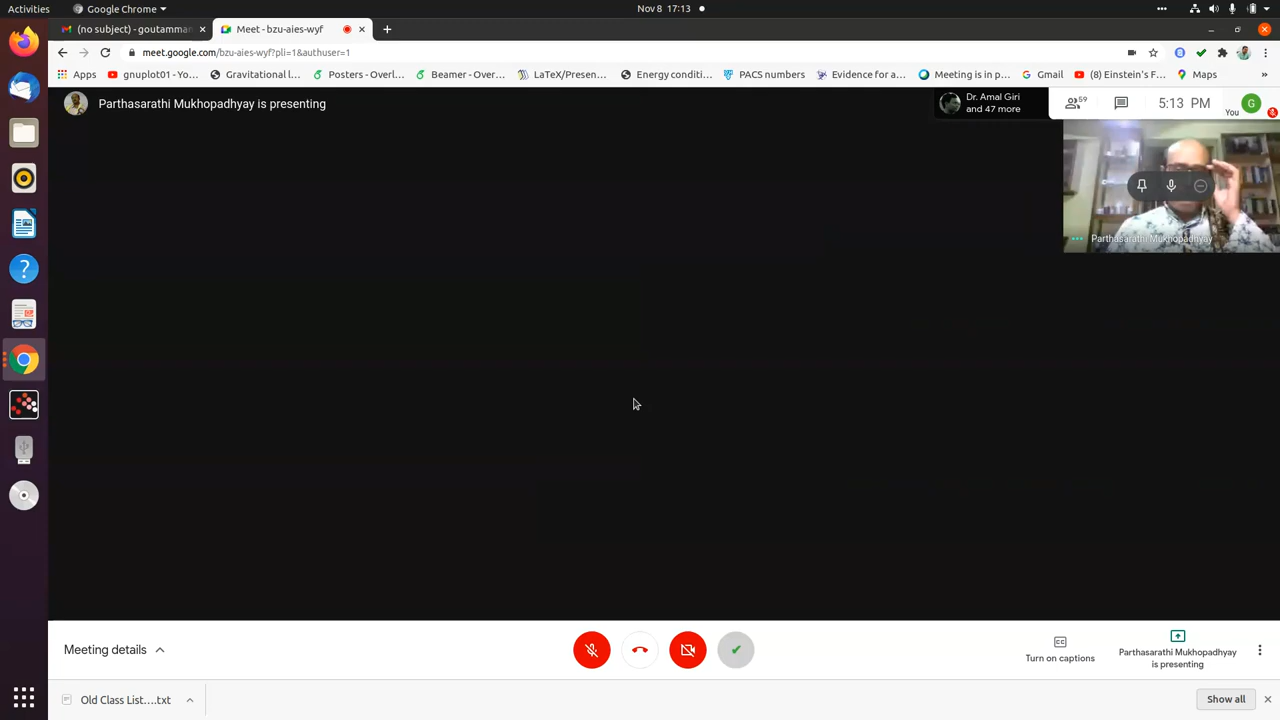 Activities
Google Chrome
Nov 8 17:13
(no subject) - goutamman
Meet - bzu-aies-wyf
meet.google.com/bzu-aies-wyf?pli=1&authuser=1
Apps
gnuplot01 - Yo...
Gravitational l...
Posters - Overl...
Beamer - Over...
LaTeX/Presen...
Energy conditi...
PACS numbers
Evidence for a...
Meeting is in p...
Gmail
(8) Einstein's F...
Maps
Parthasarathi Mukhopadhyay is presenting
Dr. Amal Giri
and 47 more
59
5:13 PM
G
You
Parthasarathi Mukhopadhyay
Meeting details
CC
Turn on captions
Parthasarathi Mukhopadhyay
is presenting
Old Class List....txt
Show all